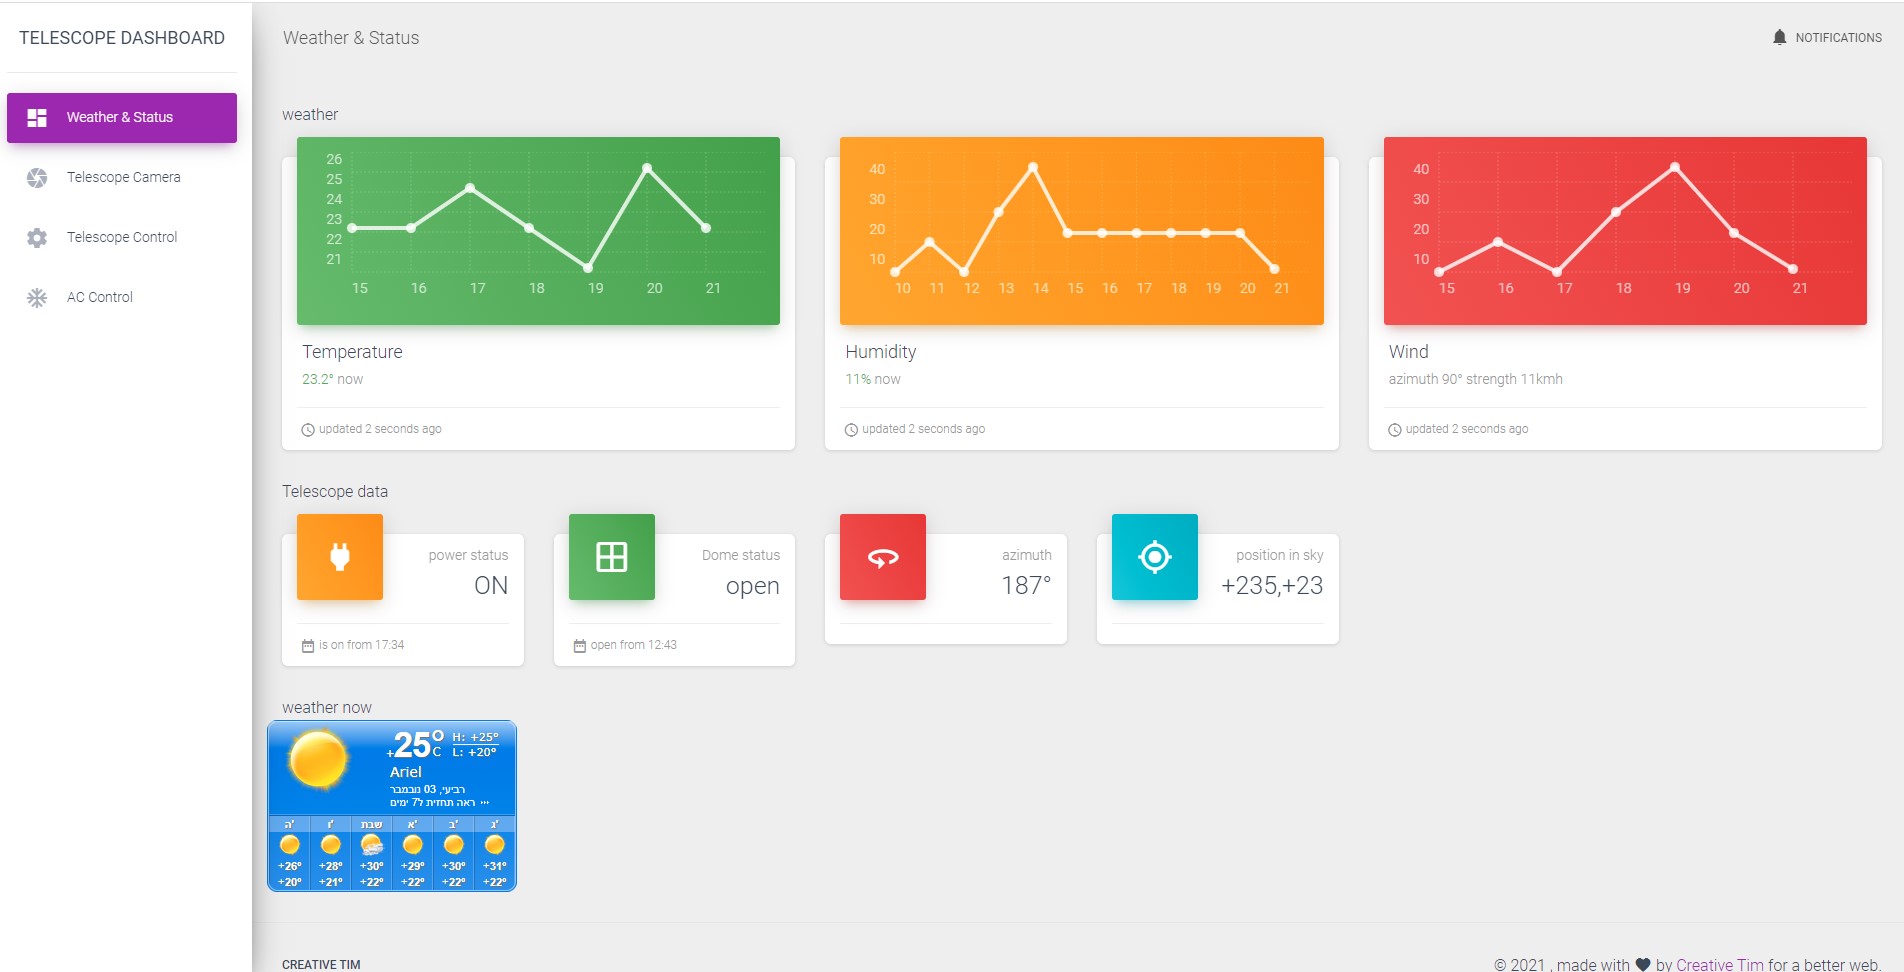 TELESCOPE DASHBOARD
Weather & Status
Telescope Camera
Telescope Control
AC Control
Weather & Status
NOTIFICATIONS
weather
26
25
24
23
22
21
15 16 17 18 19 20 21
Temperature
23.2° now
updated 2 seconds ago
40
30
20
10
10 11 12 13 14 15 16 17 18 19 20 21
Humidity
11% now
updated 2 seconds ago
40
30
20
10
15 16 17 18 19 20 21
Wind
azimuth 90° strength 11kmh
updated 2 seconds ago
Telescope data
power status
ON
is on from 17:34
Dome status
open
open from 12:43
azimuth
187°
position in sky
+235,+23
weather now
+25°C
H: +25°
L: +20°
Ariel
רביעי, 03 נובמבר
ראה תחזית ל7 ימים
ה' ו' שבת א' ב' ג'
+26° +28° +30° +29° +30° +31°
+20° +21° +22° +22° +22° +22°
CREATIVE TIM
© 2021 , made with ♥ by Creative Tim for a better web.